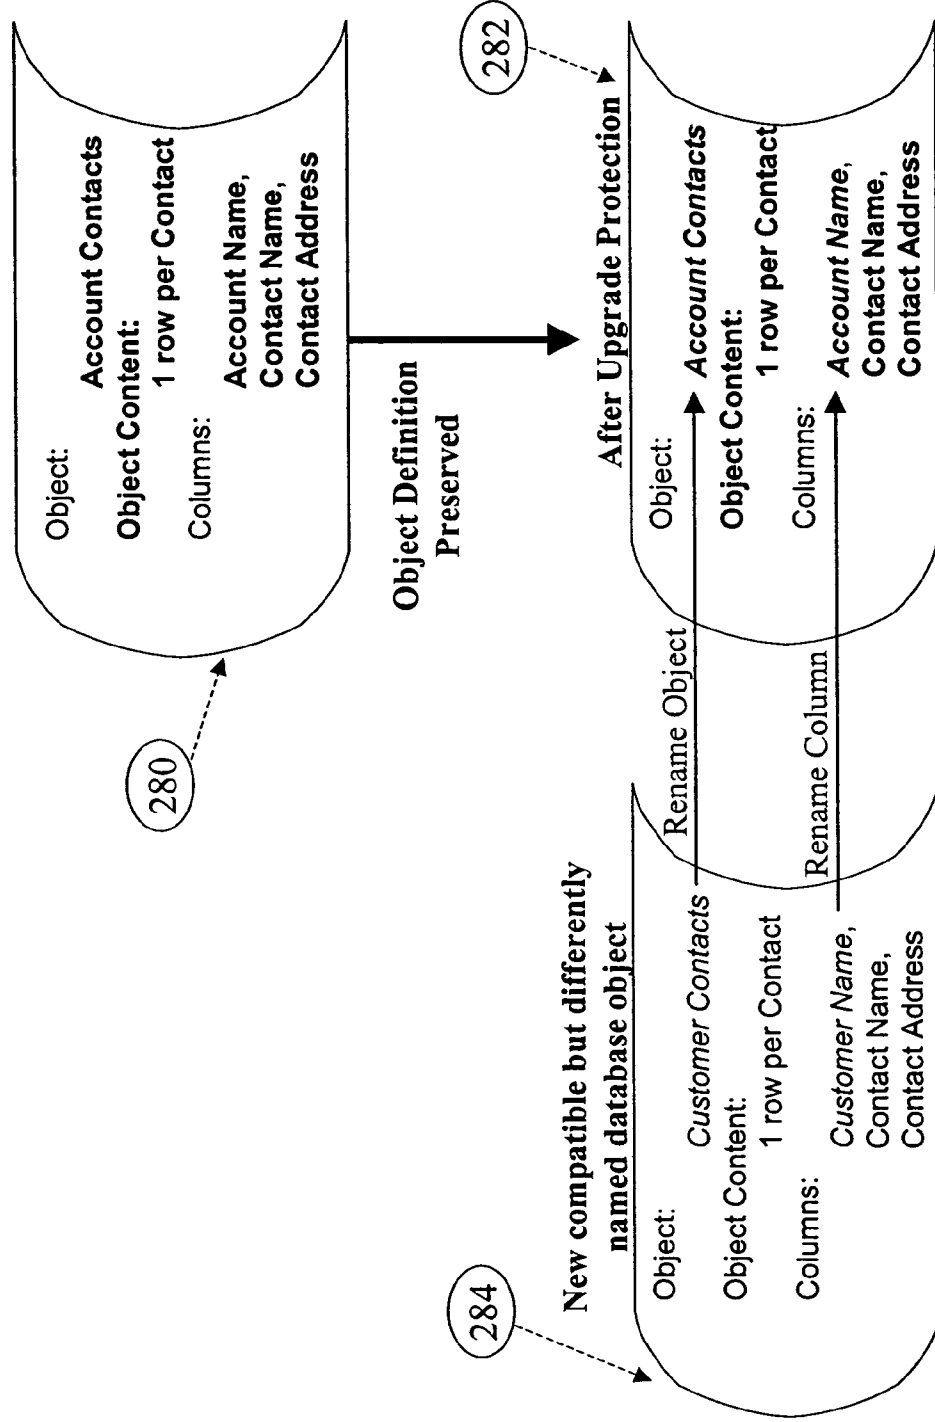 280
Object:
Account Contacts
Object Content:
1 row per Contact
Columns:
Account Name,
Contact Name,
Contact Address
Object Definition
Preserved
284
New compatible but differently
named database object
Object:
Customer Contacts
Object Content:
1 row per Contact
Columns:
Customer Name,
Contact Name,
Contact Address
Rename Object
Rename Column
282
After Upgrade Protection
Object:
Account Contacts
Object Content:
1 row per Contact
Columns:
Account Name,
Contact Name,
Contact Address